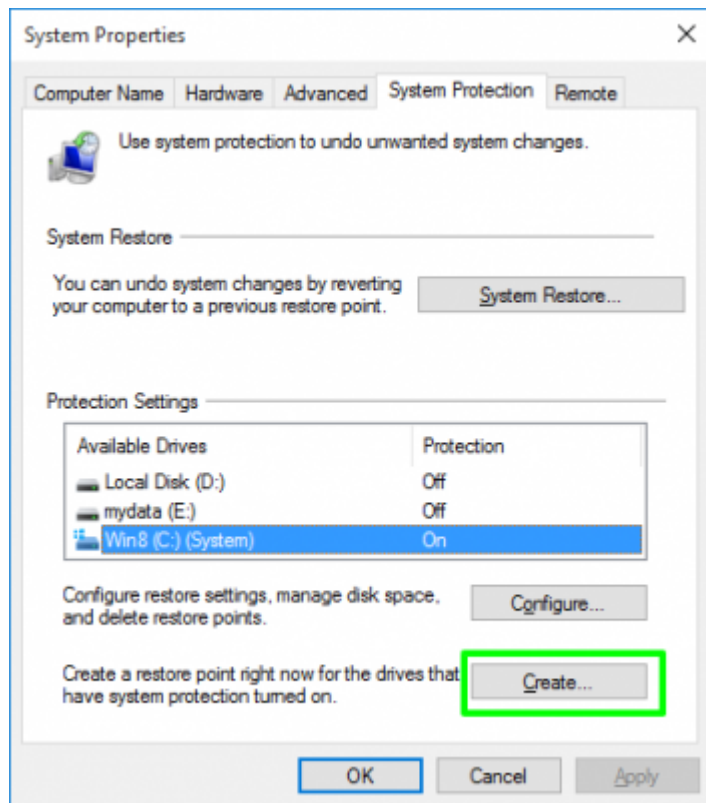 System Properties
Computer Name Hardware Advanced System Protection Remote
Use system protection to undo unwanted system changes.
System Restore
You can undo system changes by reverting
your computer to a previous restore point.
System Restore...
Protection Settings
Available Drives Protection
Local Disk (D:) Off
mydata (E:) Off
Win8 (C:) (System) On
Configure restore settings, manage disk space,
and delete restore points.
Configure...
Create a restore point right now for the drives that
have system protection turned on.
Create...
OK Cancel Apply